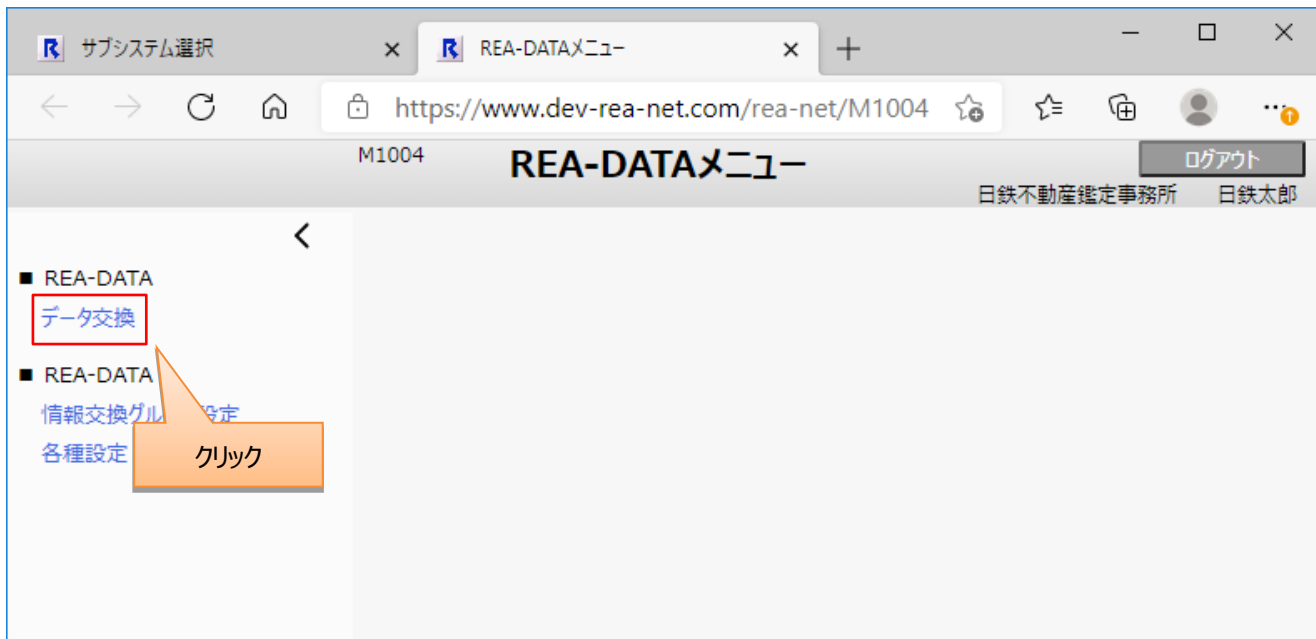 サブシステム選択
REA-DATAメニュー
https://www.dev-rea-net.com/rea-net/M1004
M1004
REA-DATAメニュー
ログアウト
日鉄不動産鑑定事務所 日鉄太郎
■ REA-DATA
データ交換
■ REA-DATA
情報交換グル 設定
各種設定
クリック